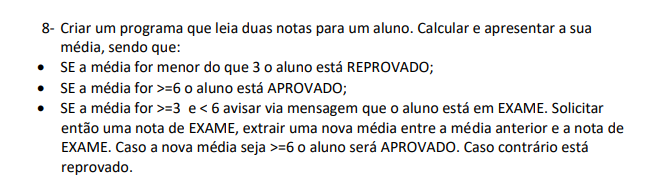 8- Criar um programa que leia duas notas para um aluno. Calcular e apresentar a sua
média, sendo que:
• SE a média for menor do que 3 o aluno está REPROVADO;
• SE a média for >=6 o aluno está APROVADO;
• SE a média for >=3 e < 6 avisar via mensagem que o aluno está em EXAME. Solicitar
então uma nota de EXAME, extrair uma nova média entre a média anterior e a nota de
EXAME. Caso a nova média seja >=6 o aluno será APROVADO. Caso contrário está
reprovado.